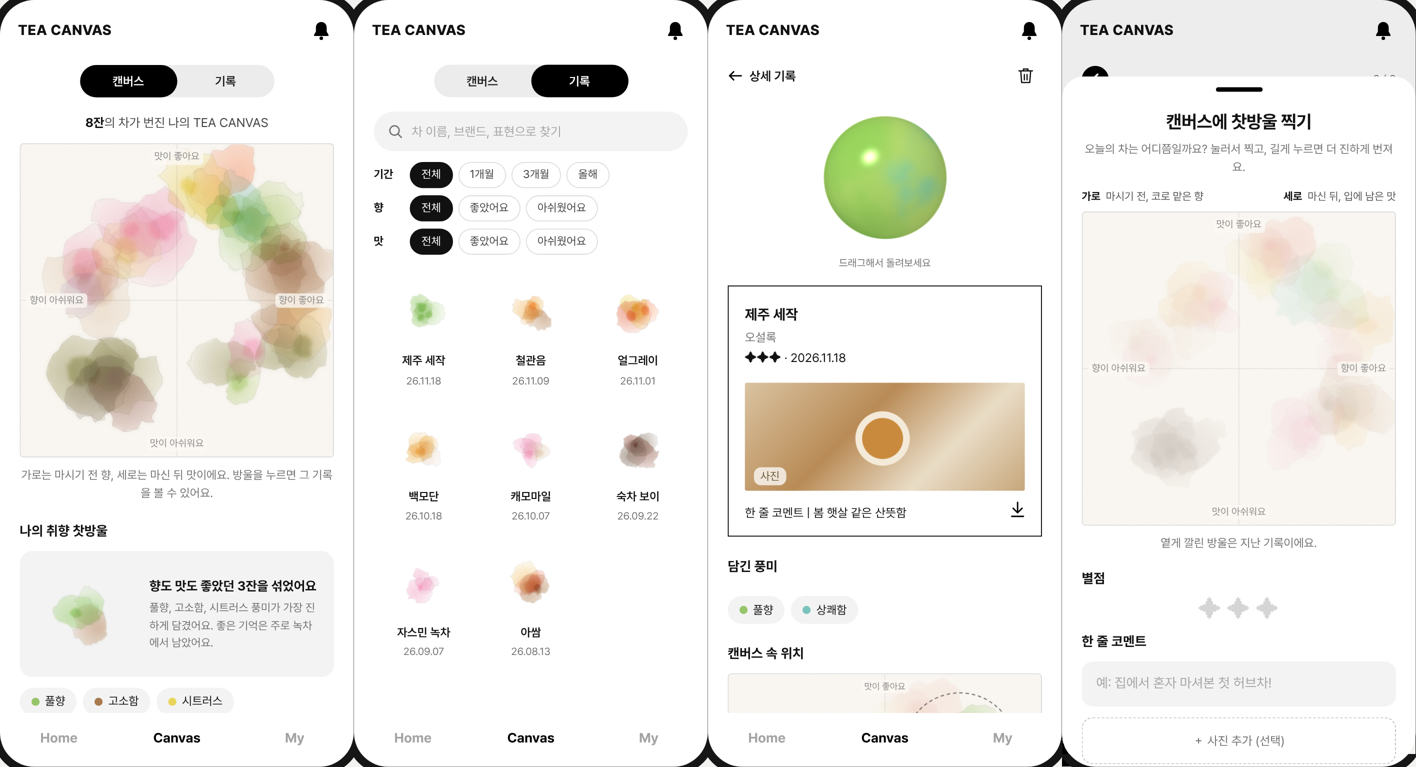 TEA CANVAS
캔버스
기록
8잔의 차가 번진 나의 TEA CANVAS
맛이 좋아요
향이 아쉬워요
향이 좋아요
맛이 아쉬워요
가로는 마시기 전 향, 세로는 마신 뒤 맛이에요. 방울을 누르면 그 기록
을 볼 수 있어요.
나의 취향 찻방울
향도 맛도 좋았던 3잔을 섞었어요
풀향, 고소함, 시트러스 풍미가 가장 진
하게 담겼어요. 좋은 기억은 주로 녹차
에서 남았어요.
풀향
고소함
시트러스
Home
Canvas
My
TEA CANVAS
캔버스
기록
차 이름, 브랜드, 표현으로 찾기
기간
전체
1개월
3개월
올해
향
전체
좋았어요
아쉬웠어요
맛
전체
좋았어요
아쉬웠어요
제주 세작
철관음
얼그레이
26.11.18
26.11.09
26.11.01
백모단
캐모마일
숙차 보이
26.10.18
26.10.07
26.09.22
자스민 녹차
아쌈
26.09.07
26.08.13
Home
Canvas
My
TEA CANVAS
상세 기록
드래그해서 돌려보세요
제주 세작
오설록
· 2026.11.18
사진
한 줄 코멘트 | 봄 햇살 같은 산뜻함
담긴 풍미
풀향
상쾌함
캔버스 속 위치
맛이 좋아요
Home
Canvas
My
TEA CANVAS
캔버스에 찻방울 찍기
오늘의 차는 어디쯤일까요? 눌러서 찍고, 길게 누르면 더 진하게 번져
요.
가로 마시기 전, 코로 맡은 향
세로 마신 뒤, 입에 남은 맛
맛이 좋아요
향이 아쉬워요
향이 좋아요
맛이 아쉬워요
옅게 깔린 방울은 지난 기록이에요.
별점
한 줄 코멘트
예: 집에서 혼자 마셔본 첫 허브차!
+ 사진 추가 (선택)